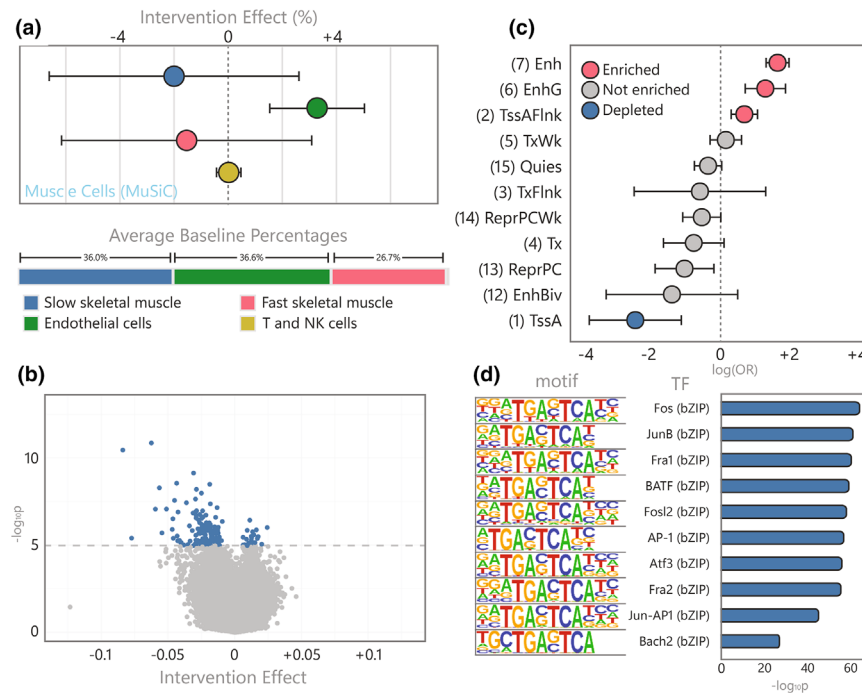 (a)
Intervention Effect (%)
-4 0 +4
Muscle Cells (MuSiC)
Average Baseline Percentages
36.0% 36.6% 26.7%
Slow skeletal muscle
Fast skeletal muscle
Endothelial cells
T and NK cells
(b)
10
5
0
-log₁₀p
-0.1 -0.05 0 +0.05 +0.1
Intervention Effect
(c)
(7) Enh
(6) EnhG
(2) TssAFlnk
(5) TxWk
(15) Quies
(3) TxFlnk
(14) ReprPCWk
(4) Tx
(13) ReprPC
(12) EnhBiv
(1) TssA
Enriched
Not enriched
Depleted
-4 -2 0 +2 +4
log(OR)
(d)
motif TF
Fos (bZIP)
JunB (bZIP)
Fra1 (bZIP)
BATF (bZIP)
Fosl2 (bZIP)
AP-1 (bZIP)
Atf3 (bZIP)
Fra2 (bZIP)
Jun-AP1 (bZIP)
Bach2 (bZIP)
0 20 40 60
-log₁₀p